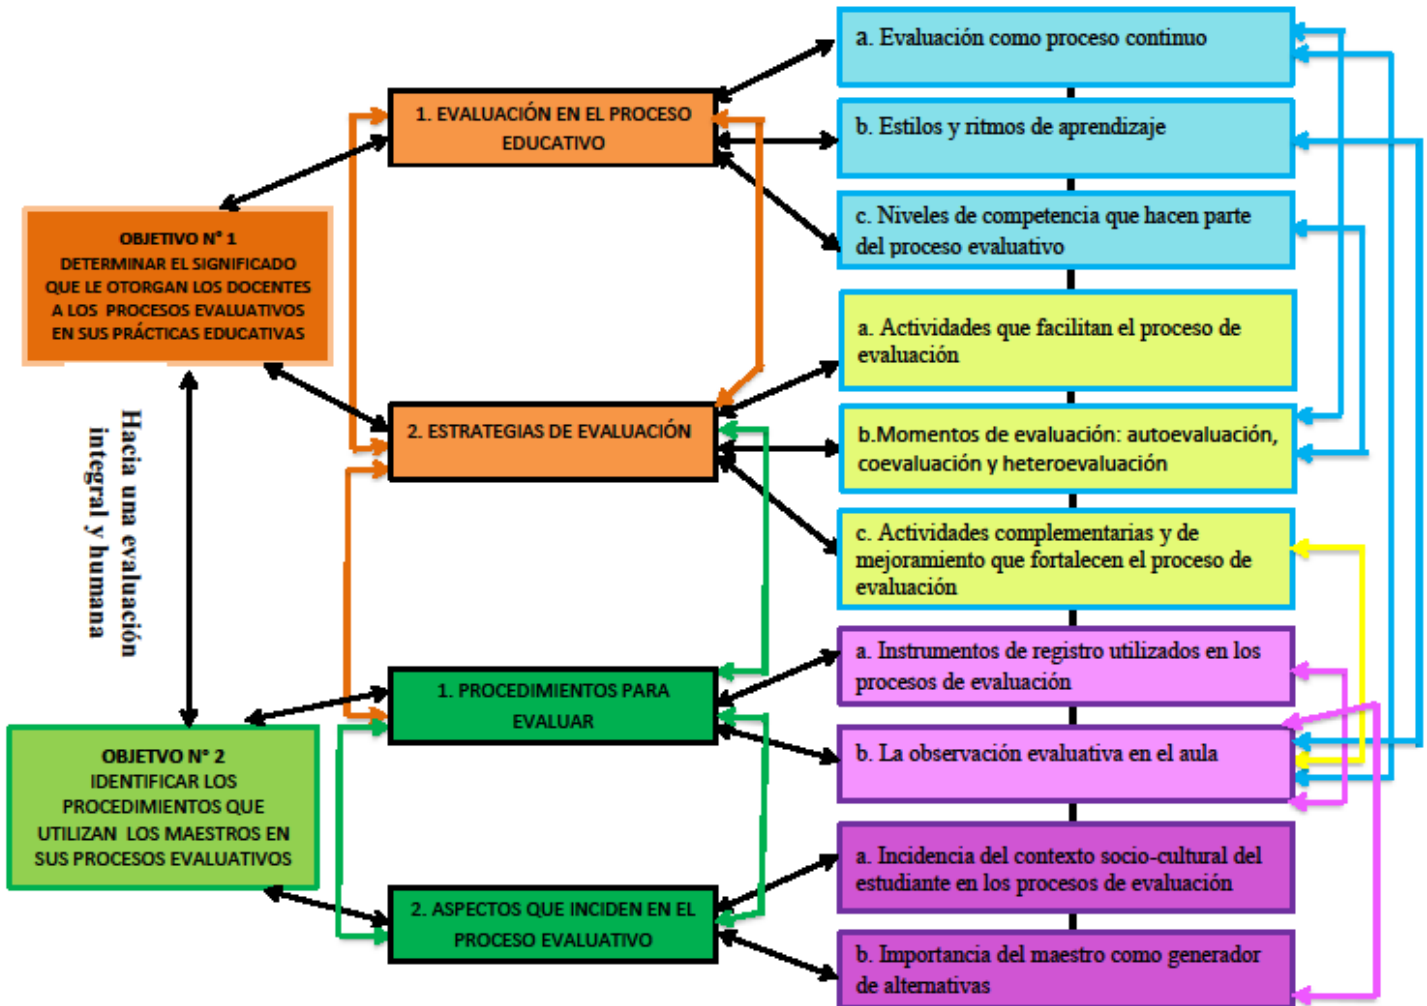 OBJETIVO N° 1
DETERMINAR EL SIGNIFICADO
QUE LE OTORGAN LOS DOCENTES
A LOS PROCESOS EVALUATIVOS
EN SUS PRÁCTICAS EDUCATIVAS
Hacia una evaluación
integral y humana
OBJETVO N° 2
IDENTIFICAR LOS
PROCEDIMIENTOS QUE
UTILIZAN LOS MAESTROS EN
SUS PROCESOS EVALUATIVOS
1. EVALUACIÓN EN EL PROCESO
EDUCATIVO
2. ESTRATEGIAS DE EVALUACIÓN
1. PROCEDIMIENTOS PARA
EVALUAR
2. ASPECTOS QUE INCIDEN EN EL
PROCESO EVALUATIVO
a. Evaluación como proceso continuo
b. Estilos y ritmos de aprendizaje
c. Niveles de competencia que hacen parte
del proceso evaluativo
a. Actividades que facilitan el proceso de
evaluación
b.Momentos de evaluación: autoevaluación,
coevaluación y heteroevaluación
c. Actividades complementarias y de
mejoramiento que fortalecen el proceso de
evaluación
a. Instrumentos de registro utilizados en los
procesos de evaluación
b. La observación evaluativa en el aula
a. Incidencia del contexto socio-cultural del
estudiante en los procesos de evaluación
b. Importancia del maestro como generador
de alternativas